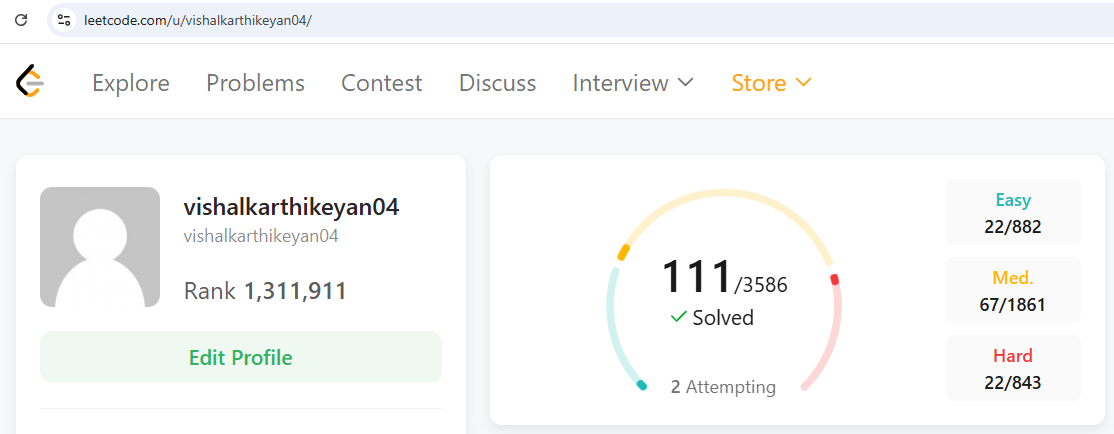 leetcode.com/u/vishalkarthikeyan04/
Explore Problems Contest Discuss Interview Store
vishalkarthikeyan04
vishalkarthikeyan04
Rank 1,311,911
Edit Profile
111/3586
Solved
2 Attempting
Easy
22/882
Med.
67/1861
Hard
22/843